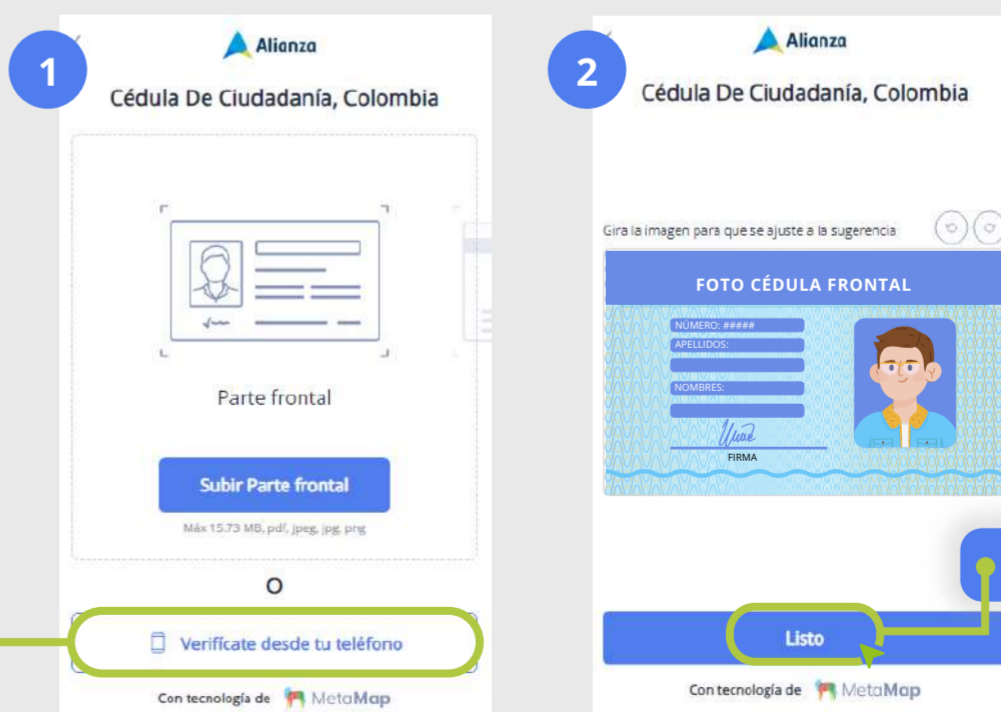 1
Alianza
Cédula De Ciudadanía, Colombia
Parte frontal
Subir Parte frontal
Máx 15.73 MB, pdf, jpeg, jpg, png
O
Verifícate desde tu teléfono
Con tecnología de MetaMap
2
Alianza
Cédula De Ciudadanía, Colombia
Gira la imagen para que se ajuste a la sugerencia
FOTO CÉDULA FRONTAL
NÚMERO: #####
APELLIDOS:
NOMBRES:
FIRMA
Listo
Con tecnología de MetaMap